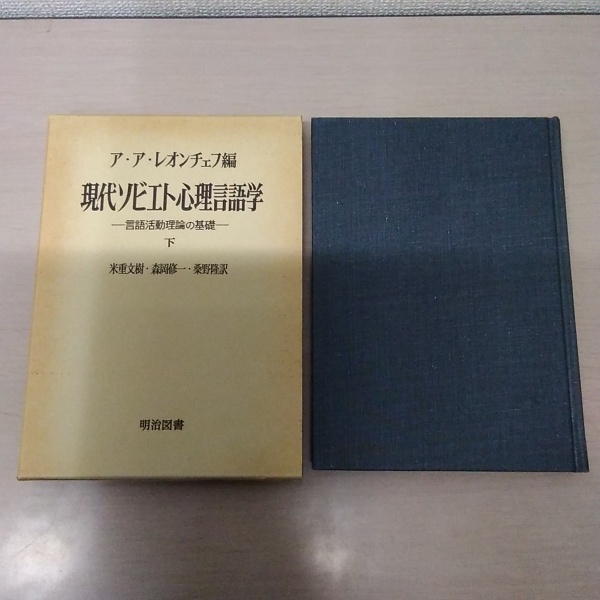 ア・ア・レオンチェフ編
現代ソビエト心理言語学
―言語活動理論の基礎―
下
米重文樹・森岡修一・桑野隆訳
明治図書